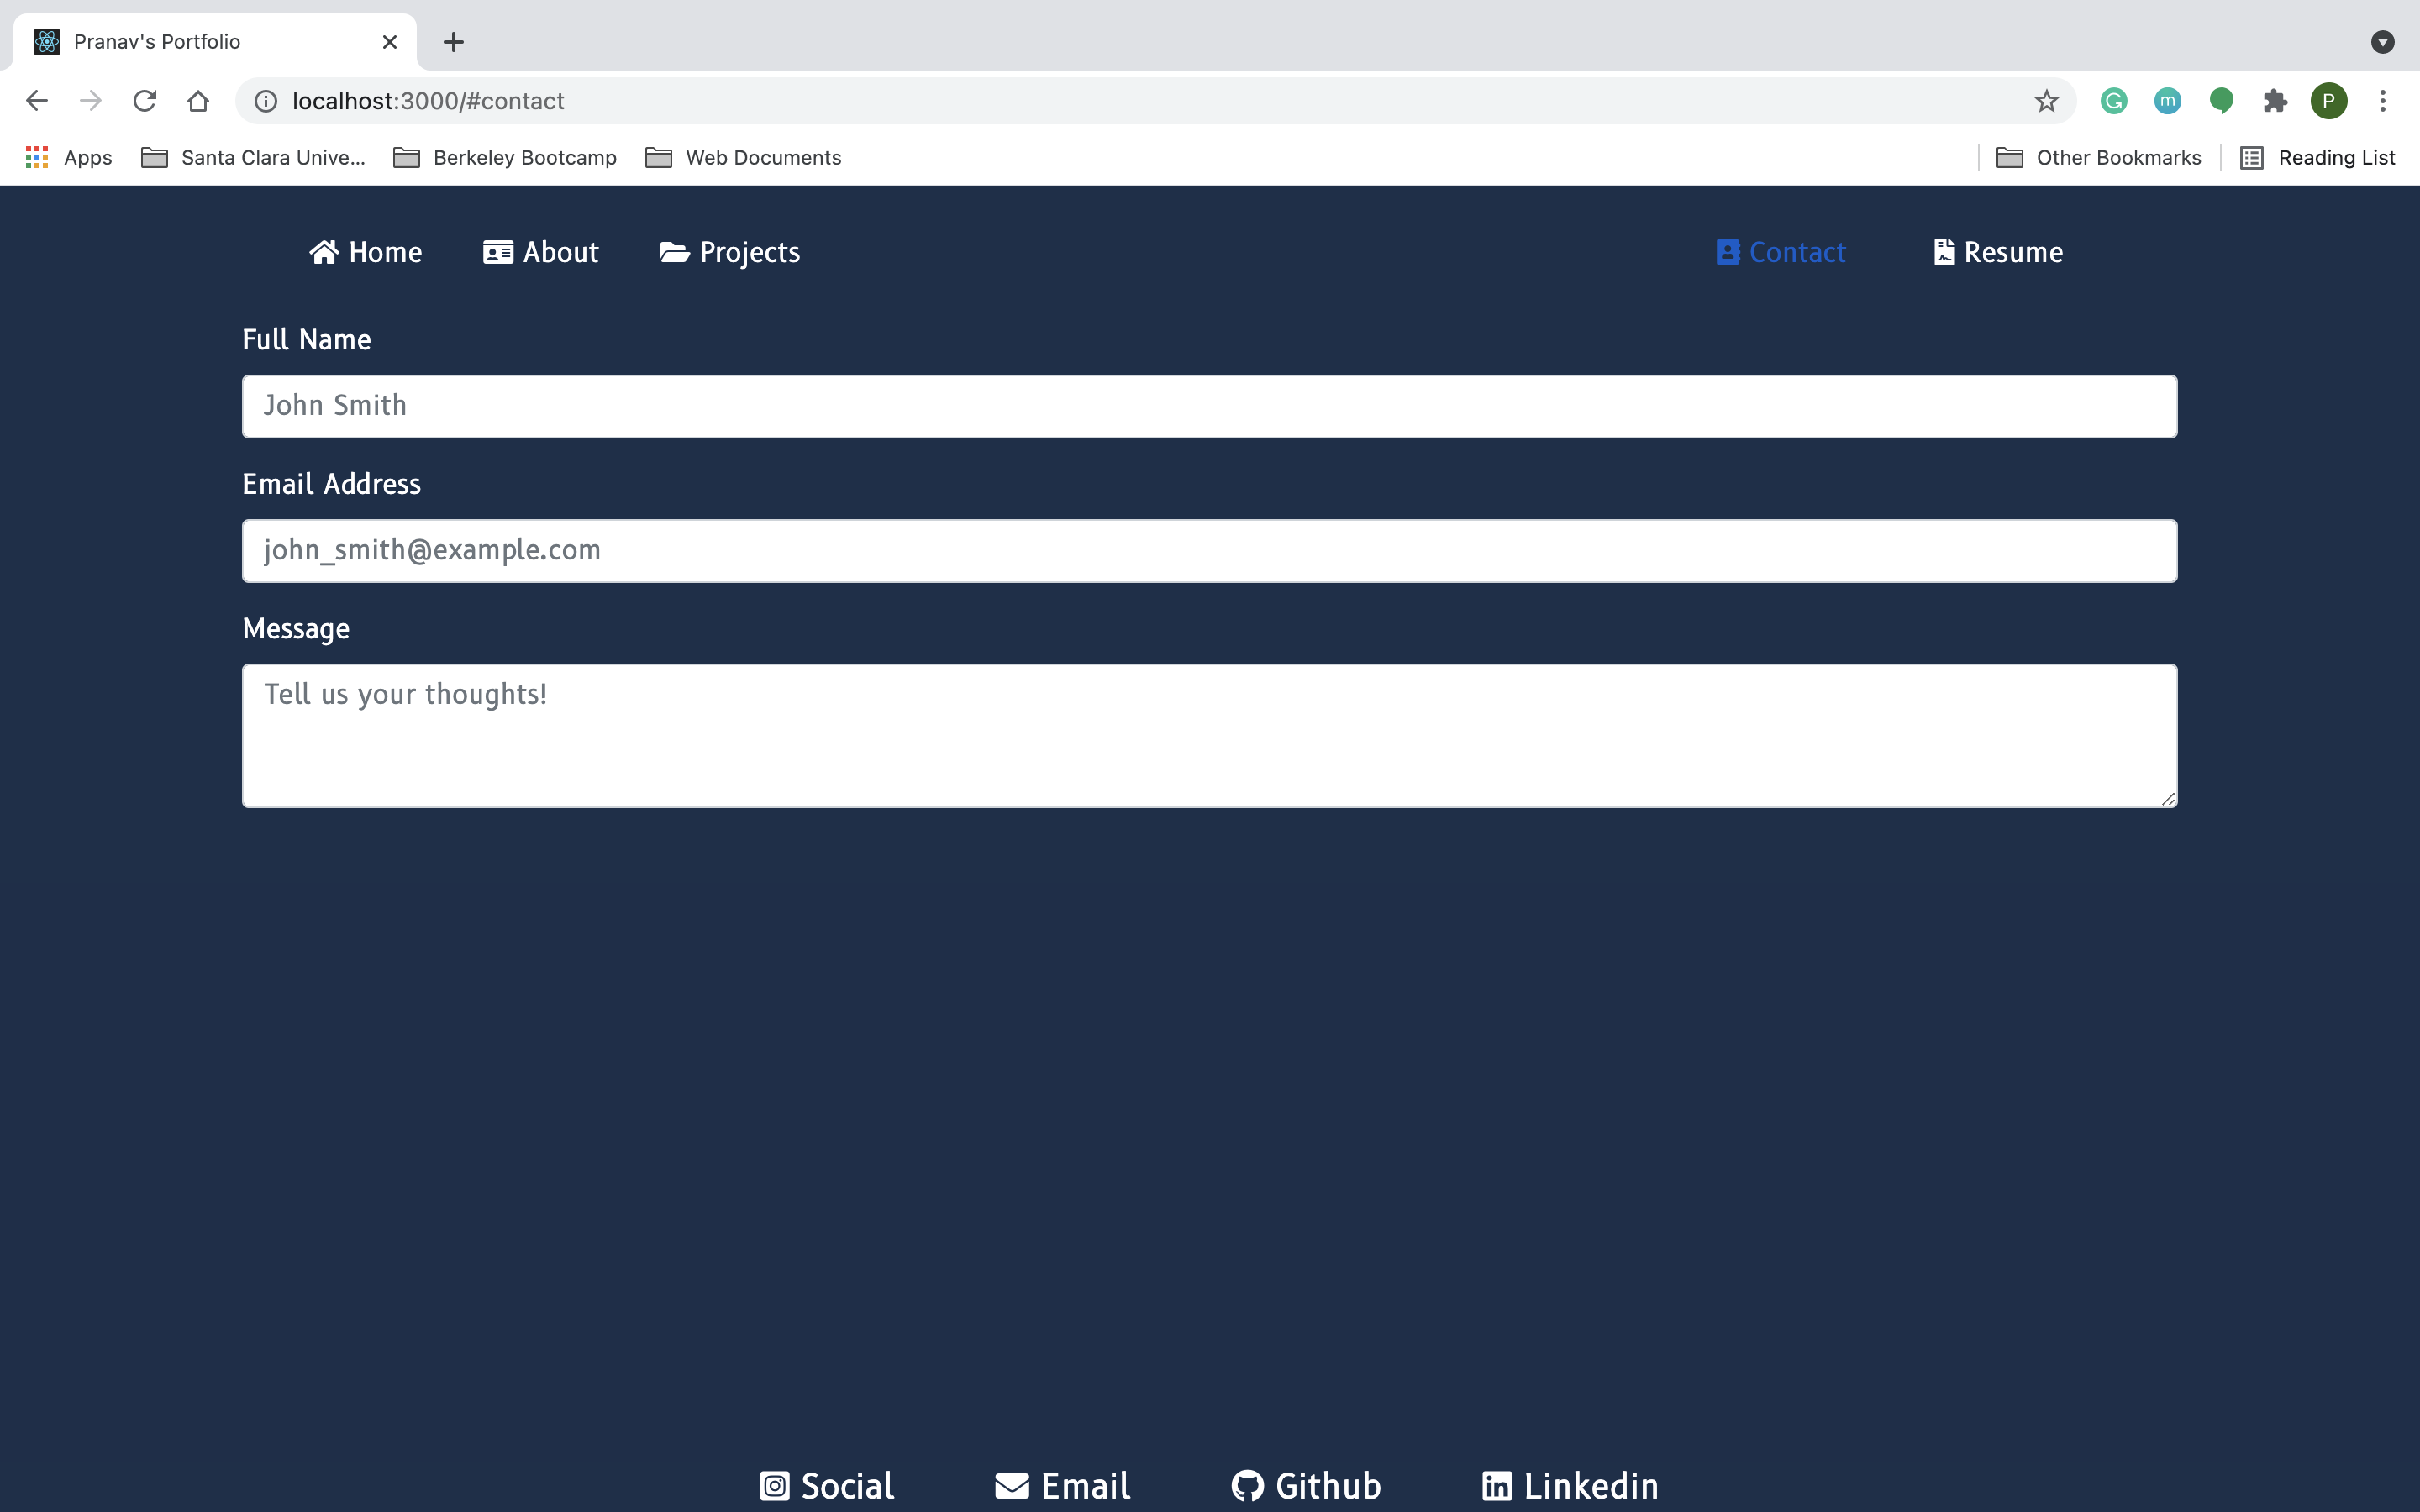 Pranav's Portfolio
localhost:3000/#contact
P
Apps Santa Clara Unive... Berkeley Bootcamp Web Documents Other Bookmarks Reading List
Home About Projects Contact Resume
Full Name
John Smith
Email Address
john_smith@example.com
Message
Tell us your thoughts!
Social Email Github Linkedin